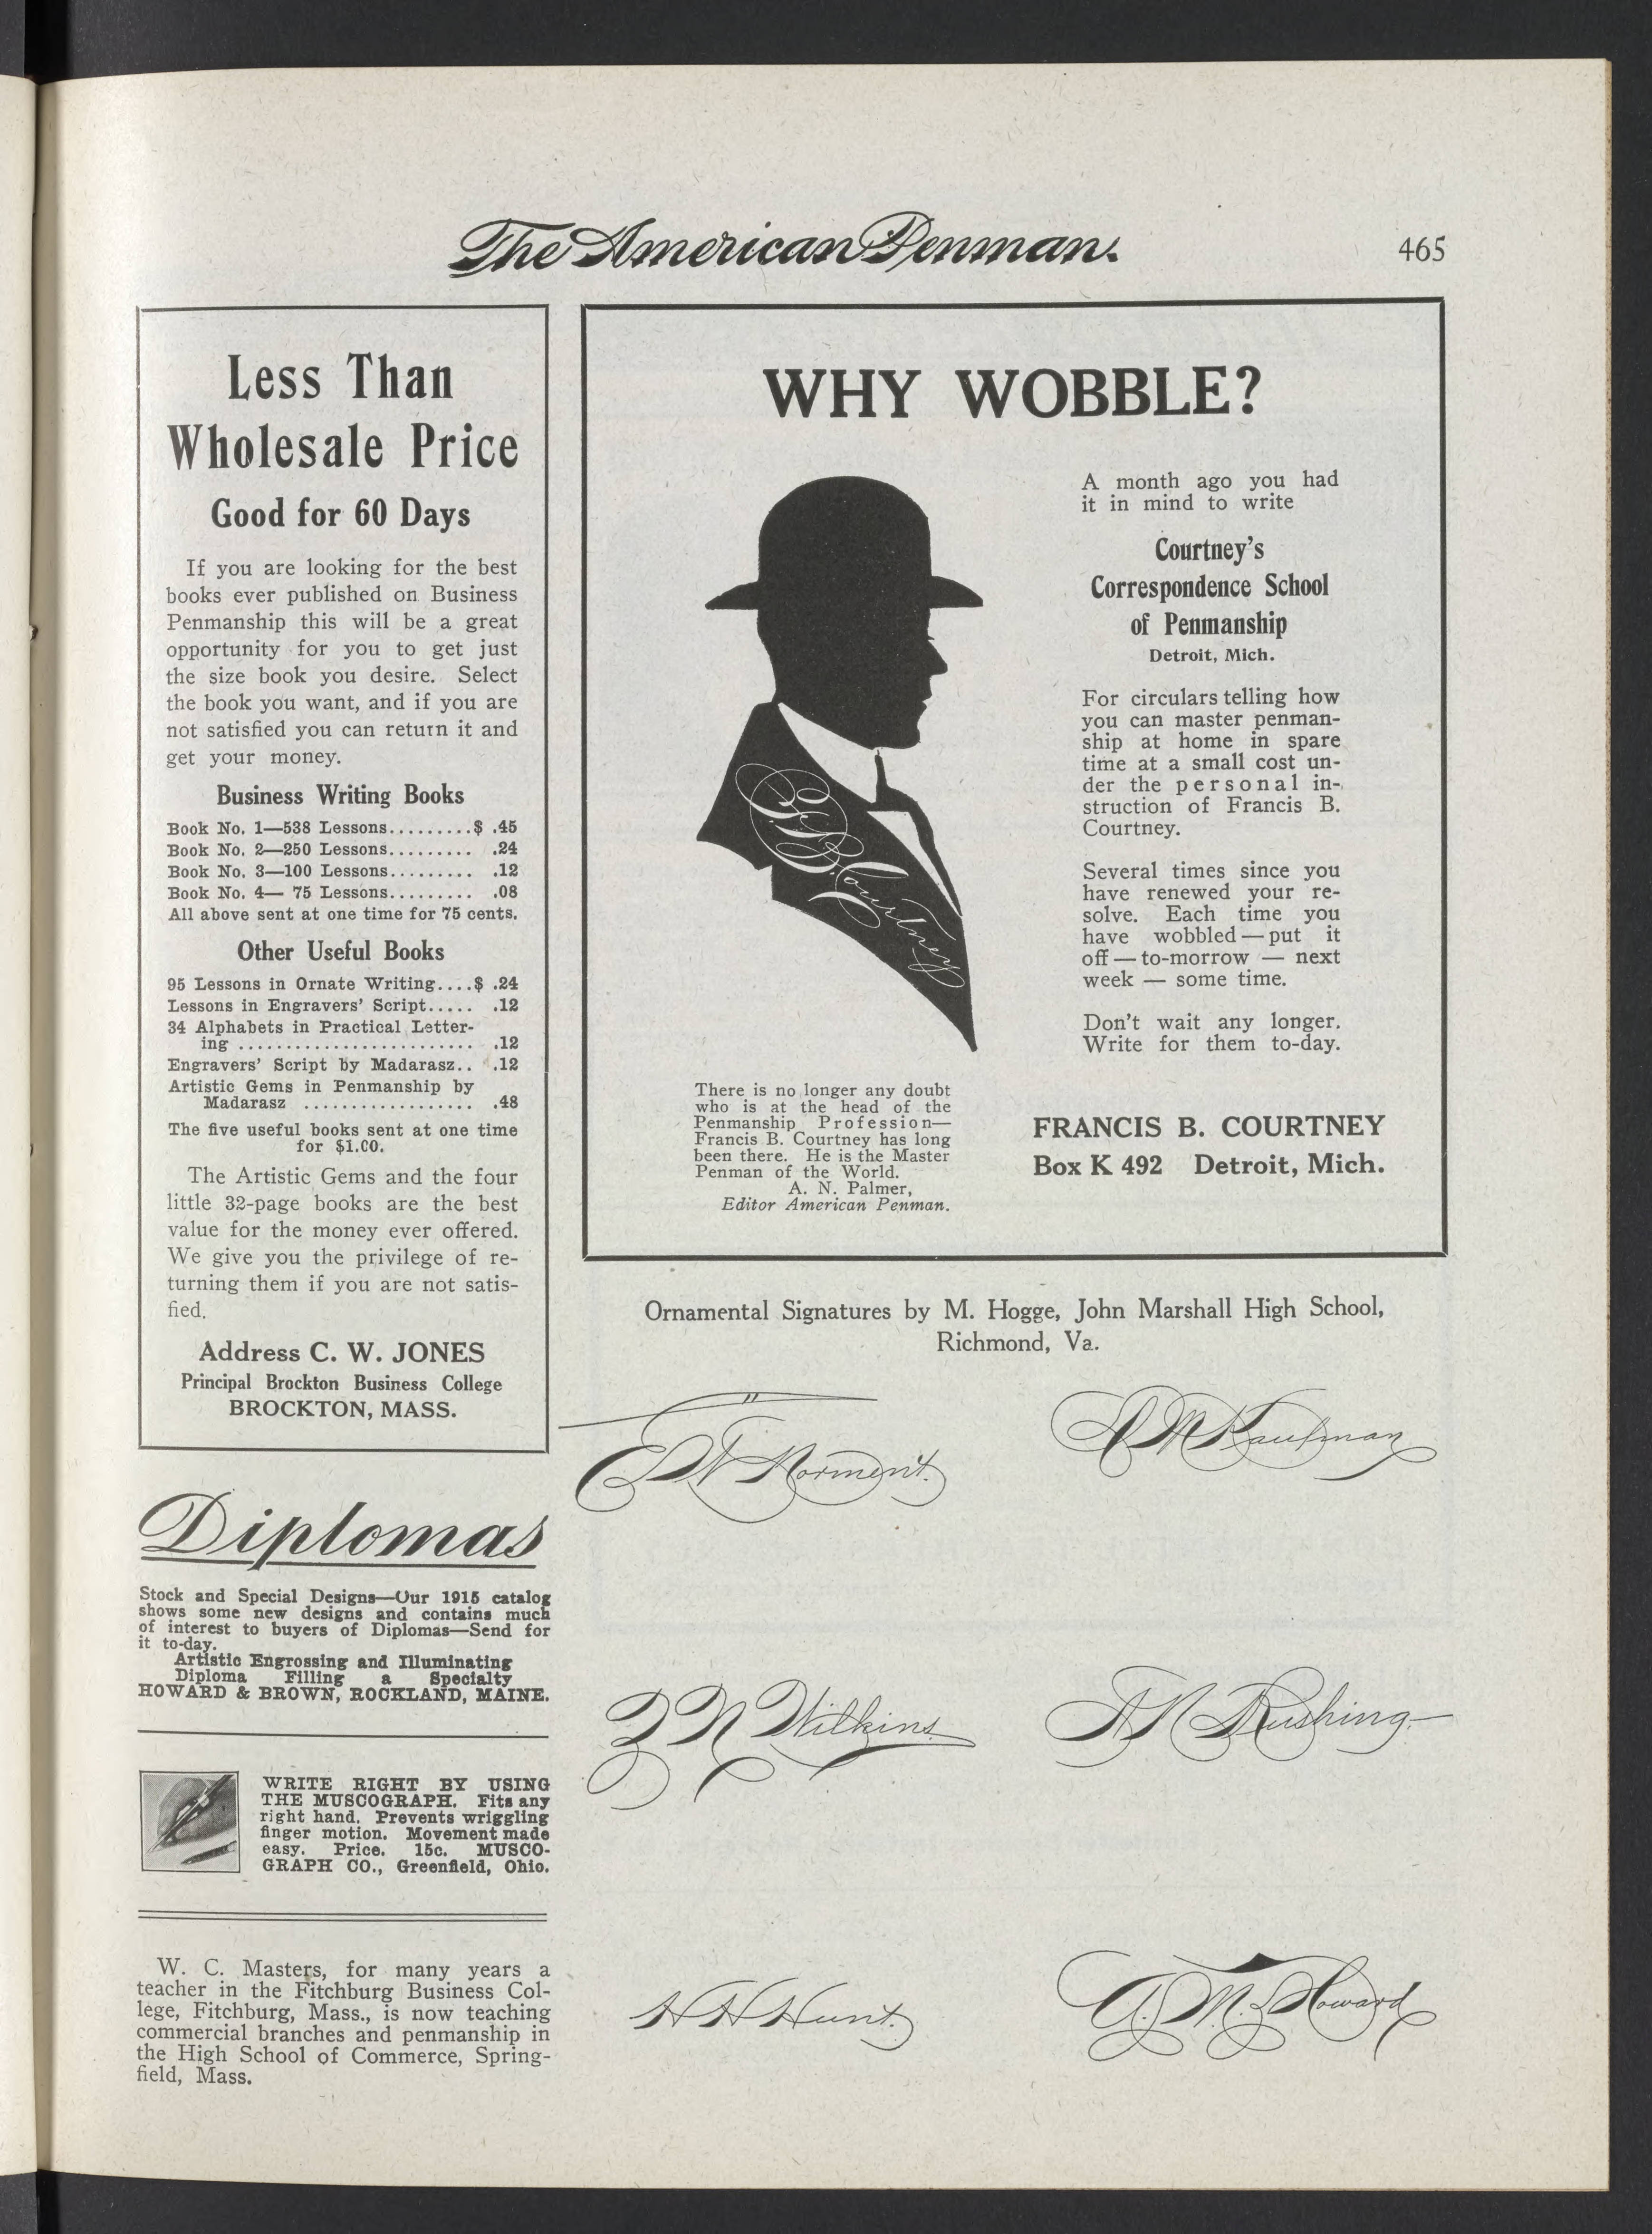 The American Penman.
465
Less Than
Wholesale Price
Good for 60 Days
If you are looking for the best
books ever published on Business
Penmanship this will be a great
opportunity for you to get just
the size book you desire. Select
the book you want, and if you are
not satisfied you can return it and
get your money.
Business Writing Books
Book No. 1—538 Lessons.........$ .45
Book No. 2—250 Lessons......... .24
Book No. 3—100 Lessons......... .12
Book No. 4— 75 Lessons......... .08
All above sent at one time for 75 cents.
Other Useful Books
95 Lessons in Ornate Writing....$ .24
Lessons in Engravers' Script..... .12
34 Alphabets in Practical Letter-
ing ......................... .12
Engravers' Script by Madarasz.. .12
Artistic Gems in Penmanship by
Madarasz .................. .48
The five useful books sent at one time
for $1.00.
The Artistic Gems and the four
little 32-page books are the best
value for the money ever offered.
We give you the privilege of re-
turning them if you are not satis-
fied.
Address C. W. JONES
Principal Brockton Business College
BROCKTON, MASS.
Diplomas
Stock and Special Designs—Our 1915 catalog
shows some new designs and contains much
of interest to buyers of Diplomas—Send for
it to-day.
Artistic Engrossing and Illuminating
Diploma Filling a Specialty
HOWARD & BROWN, ROCKLAND, MAINE.
WRITE RIGHT BY USING
THE MUSCOGRAPH. Fits any
right hand. Prevents wriggling
finger motion. Movement made
easy. Price. 15c. MUSCO-
GRAPH CO., Greenfield, Ohio.
W. C. Masters, for many years a
teacher in the Fitchburg Business Col-
lege, Fitchburg, Mass., is now teaching
commercial branches and penmanship in
the High School of Commerce, Spring-
field, Mass.
WHY WOBBLE?
F. B. Courtney
There is no longer any doubt
who is at the head of the
Penmanship Profession—
Francis B. Courtney has long
been there. He is the Master
Penman of the World.
A. N. Palmer,
Editor American Penman.
A month ago you had
it in mind to write
Courtney's
Correspondence School
of Penmanship
Detroit, Mich.
For circulars telling how
you can master penman-
ship at home in spare
time at a small cost un-
der the personal in-
struction of Francis B.
Courtney.
Several times since you
have renewed your re-
solve. Each time you
have wobbled—put it
off—to-morrow — next
week — some time.
Don't wait any longer.
Write for them to-day.
FRANCIS B. COURTNEY
Box K 492 Detroit, Mich.
Ornamental Signatures by M. Hogge, John Marshall High School,
Richmond, Va.
Norment.
Kaufman
Wilkins.
Rushing
H H Hunt.
Howard